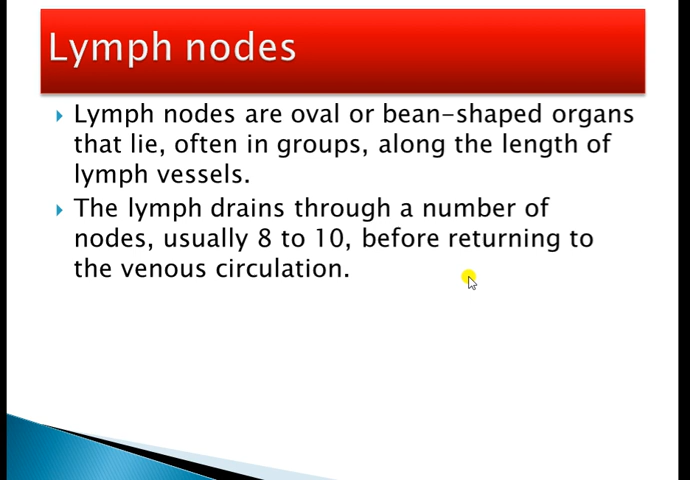 Lymph nodes
Lymph nodes are oval or bean-shaped organs
that lie, often in groups, along the length of
lymph vessels.
The lymph drains through a number of
nodes, usually 8 to 10, before returning to
the venous circulation.